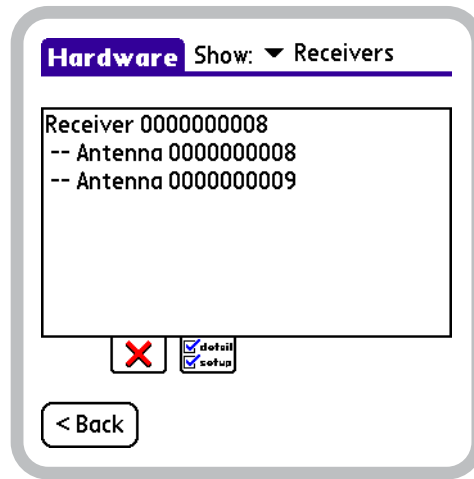 Hardware Show: Receivers
Receiver 0000000008
-- Antenna 0000000008
-- Antenna 0000000009
detail
setup
< Back